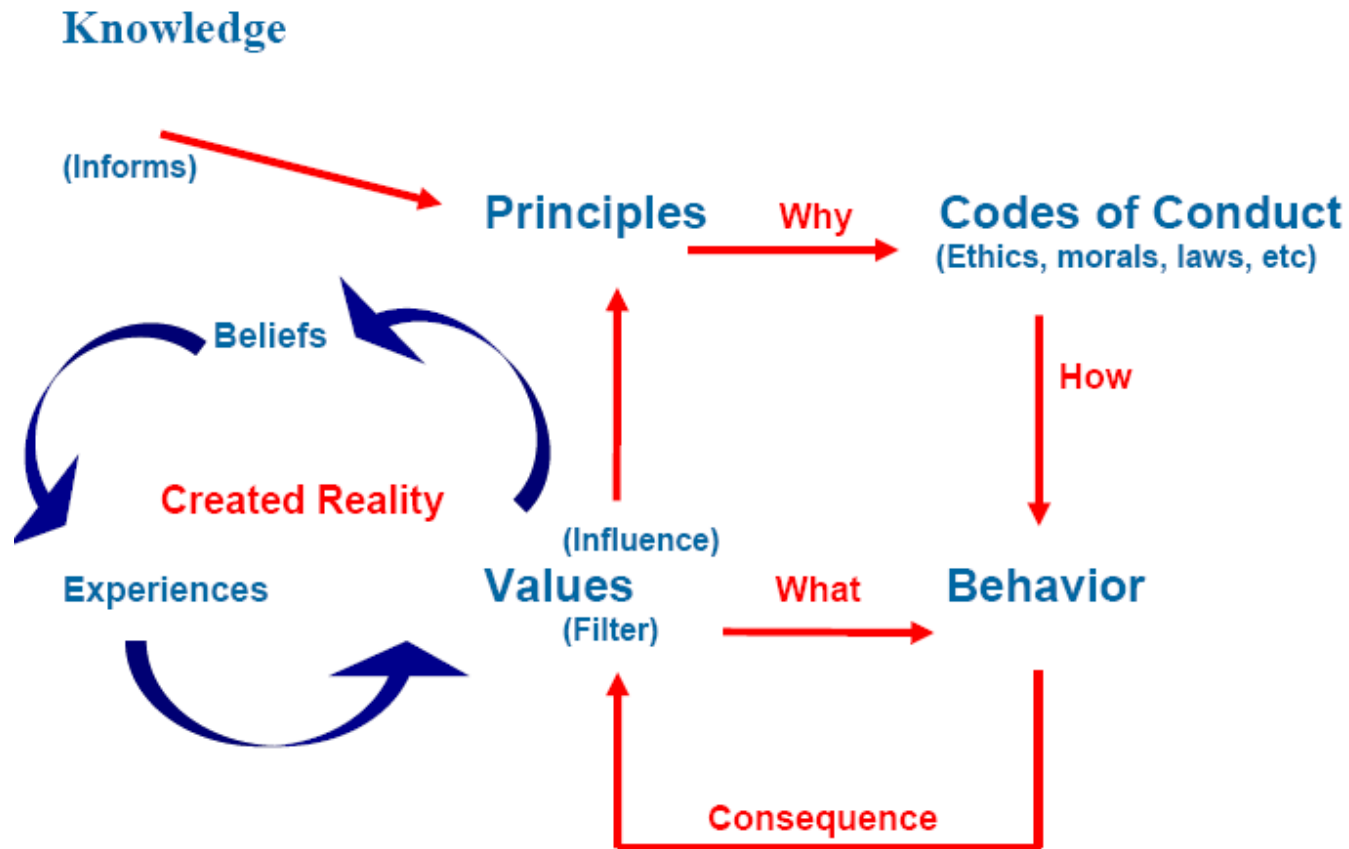 Knowledge
(Informs)
Principles
Why
Codes of Conduct
(Ethics, morals, laws, etc)
Beliefs
How
Created Reality
(Influence)
Experiences
Values
What
Behavior
(Filter)
Consequence